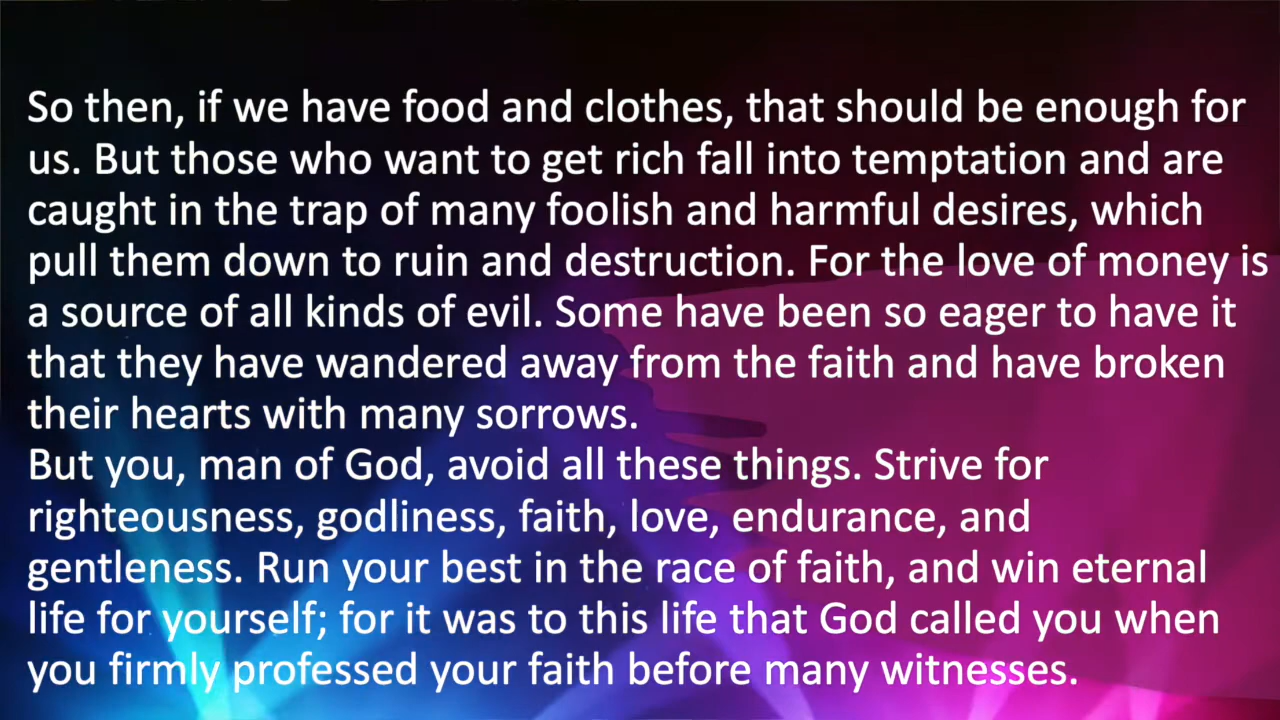 So then, if we have food and clothes, that should be enough for
us. But those who want to get rich fall into temptation and are
caught in the trap of many foolish and harmful desires, which
pull them down to ruin and destruction. For the love of money is
a source of all kinds of evil. Some have been so eager to have it
that they have wandered away from the faith and have broken
their hearts with many sorrows.
But you, man of God, avoid all these things. Strive for
righteousness, godliness, faith, love, endurance, and
gentleness. Run your best in the race of faith, and win eternal
life for yourself; for it was to this life that God called you when
you firmly professed your faith before many witnesses.